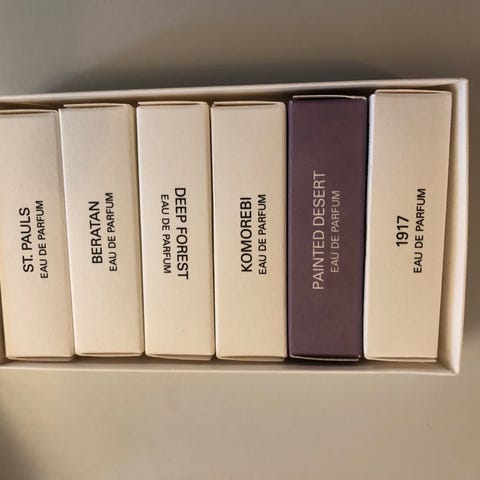 ST. PAULS
EAU DE PARFUM
BERATAN
EAU DE PARFUM
DEEP FOREST
EAU DE PARFUM
KOMOREBI
EAU DE PARFUM
PAINTED DESERT
EAU DE PARFUM
1917
EAU DE PARFUM